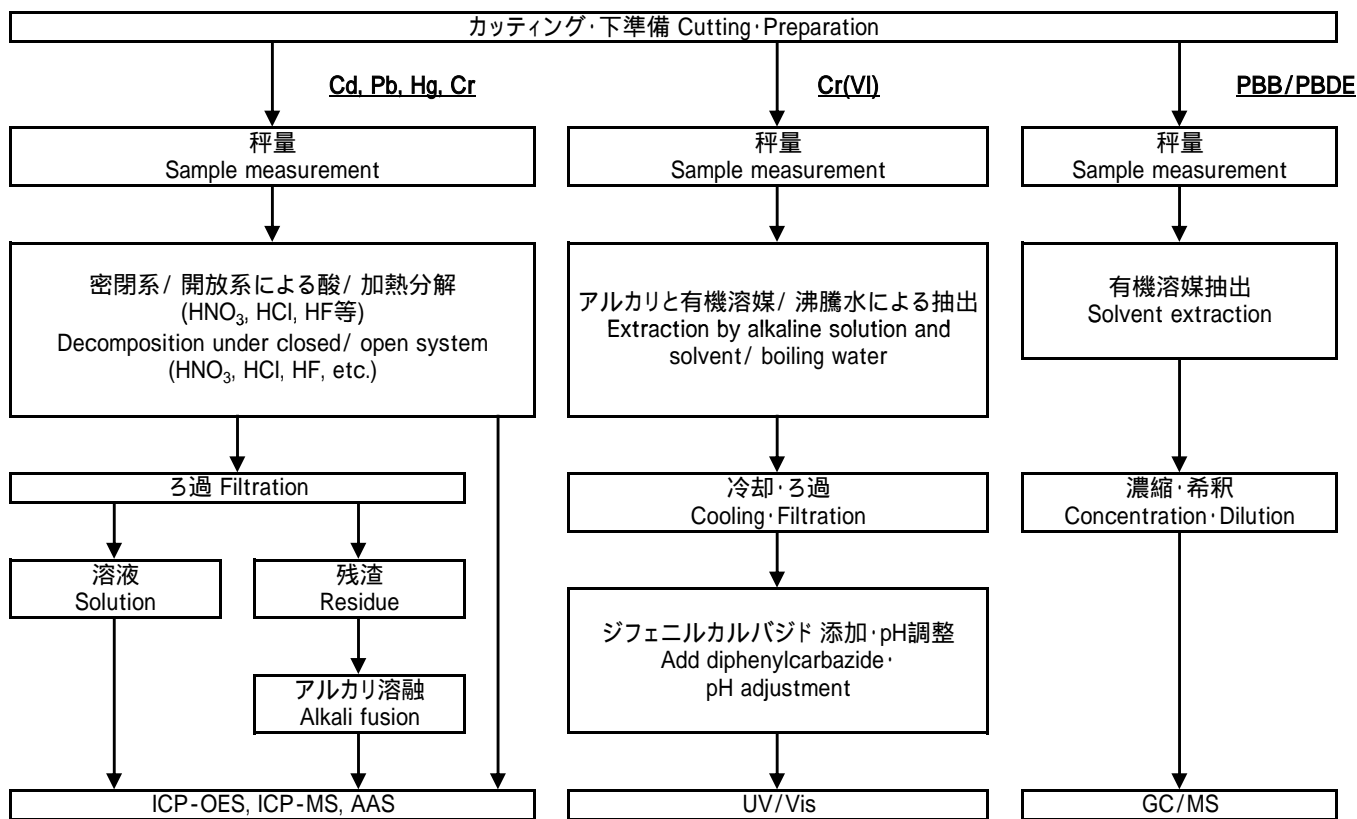 カッティング・下準備 Cutting・Preparation
Cd, Pb, Hg, Cr
Cr(VI)
PBB/PBDE
秤量
Sample measurement
秤量
Sample measurement
秤量
Sample measurement
密閉系/ 開放系による酸/ 加熱分解
(HNO₃, HCl, HF等)
Decomposition under closed/ open system
(HNO₃, HCl, HF, etc.)
アルカリと有機溶媒/ 沸騰水による抽出
Extraction by alkaline solution and
solvent/ boiling water
有機溶媒抽出
Solvent extraction
ろ過 Filtration
冷却・ろ過
Cooling・Filtration
濃縮・希釈
Concentration・Dilution
溶液
Solution
残渣
Residue
アルカリ溶融
Alkali fusion
ジフェニルカルバジド 添加・pH調整
Add diphenylcarbazide・
pH adjustment
ICP-OES, ICP-MS, AAS
UV/Vis
GC/MS